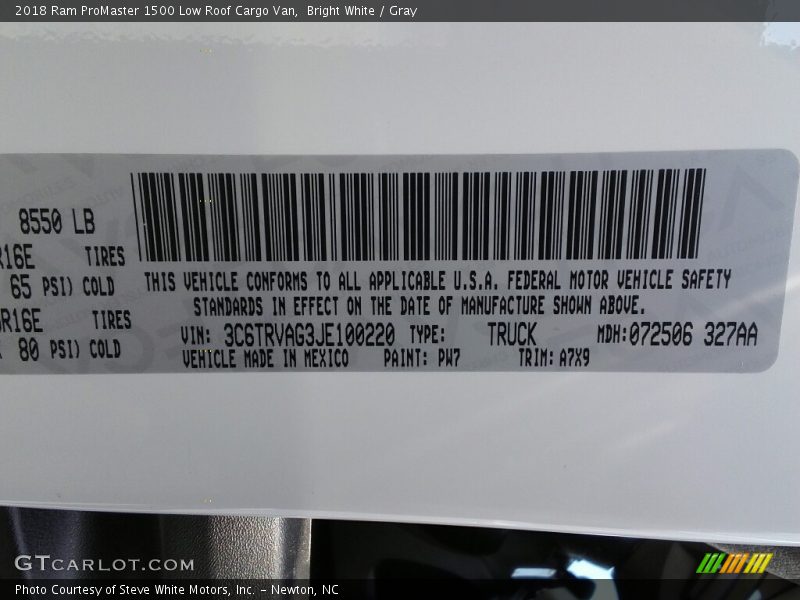 2018 Ram ProMaster 1500 Low Roof Cargo Van,  Bright White / Gray
8550 LB
R16E TIRES
65 PSI) COLD
R16E TIRES
80 PSI) COLD
THIS VEHICLE CONFORMS TO ALL APPLICABLE U.S.A. FEDERAL MOTOR VEHICLE SAFETY
STANDARDS IN EFFECT ON THE DATE OF MANUFACTURE SHOWN ABOVE.
VIN: 3C6TRVAG3JE100220 TYPE: TRUCK MDH:072506 327AA
VEHICLE MADE IN MEXICO PAINT: PW7 TRIM: A7X9
GTCARLOT.COM
Photo Courtesy of Steve White Motors, Inc. – Newton, NC